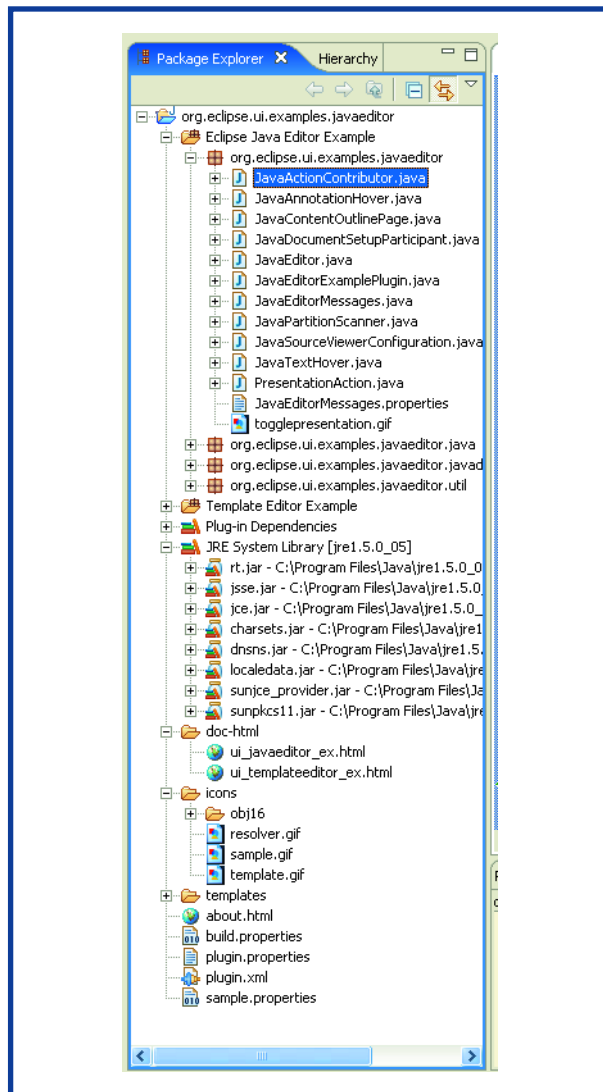 Package Explorer Hierarchy
org.eclipse.ui.examples.javaeditor
Eclipse Java Editor Example
org.eclipse.ui.examples.javaeditor
JavaActionContributor.java
JavaAnnotationHover.java
JavaContentOutlinePage.java
JavaDocumentSetupParticipant.java
JavaEditor.java
JavaEditorExamplePlugin.java
JavaEditorMessages.java
JavaPartitionScanner.java
JavaSourceViewerConfiguration.java
JavaTextHover.java
PresentationAction.java
JavaEditorMessages.properties
togglepresentation.gif
org.eclipse.ui.examples.javaeditor.java
org.eclipse.ui.examples.javaeditor.javad
org.eclipse.ui.examples.javaeditor.util
Template Editor Example
Plug-in Dependencies
JRE System Library [jre1.5.0_05]
rt.jar - C:\Program Files\Java\jre1.5.0_0
jsse.jar - C:\Program Files\Java\jre1.5.0_
jce.jar - C:\Program Files\Java\jre1.5.0_
charsets.jar - C:\Program Files\Java\jre1
dnsns.jar - C:\Program Files\Java\jre1.5.
localedata.jar - C:\Program Files\Java\jre
sunjce_provider.jar - C:\Program Files\Ja
sunpkcs11.jar - C:\Program Files\Java\jre
doc-html
ui_javaeditor_ex.html
ui_templateeditor_ex.html
icons
obj16
resolver.gif
sample.gif
template.gif
templates
about.html
build.properties
plugin.properties
plugin.xml
sample.properties